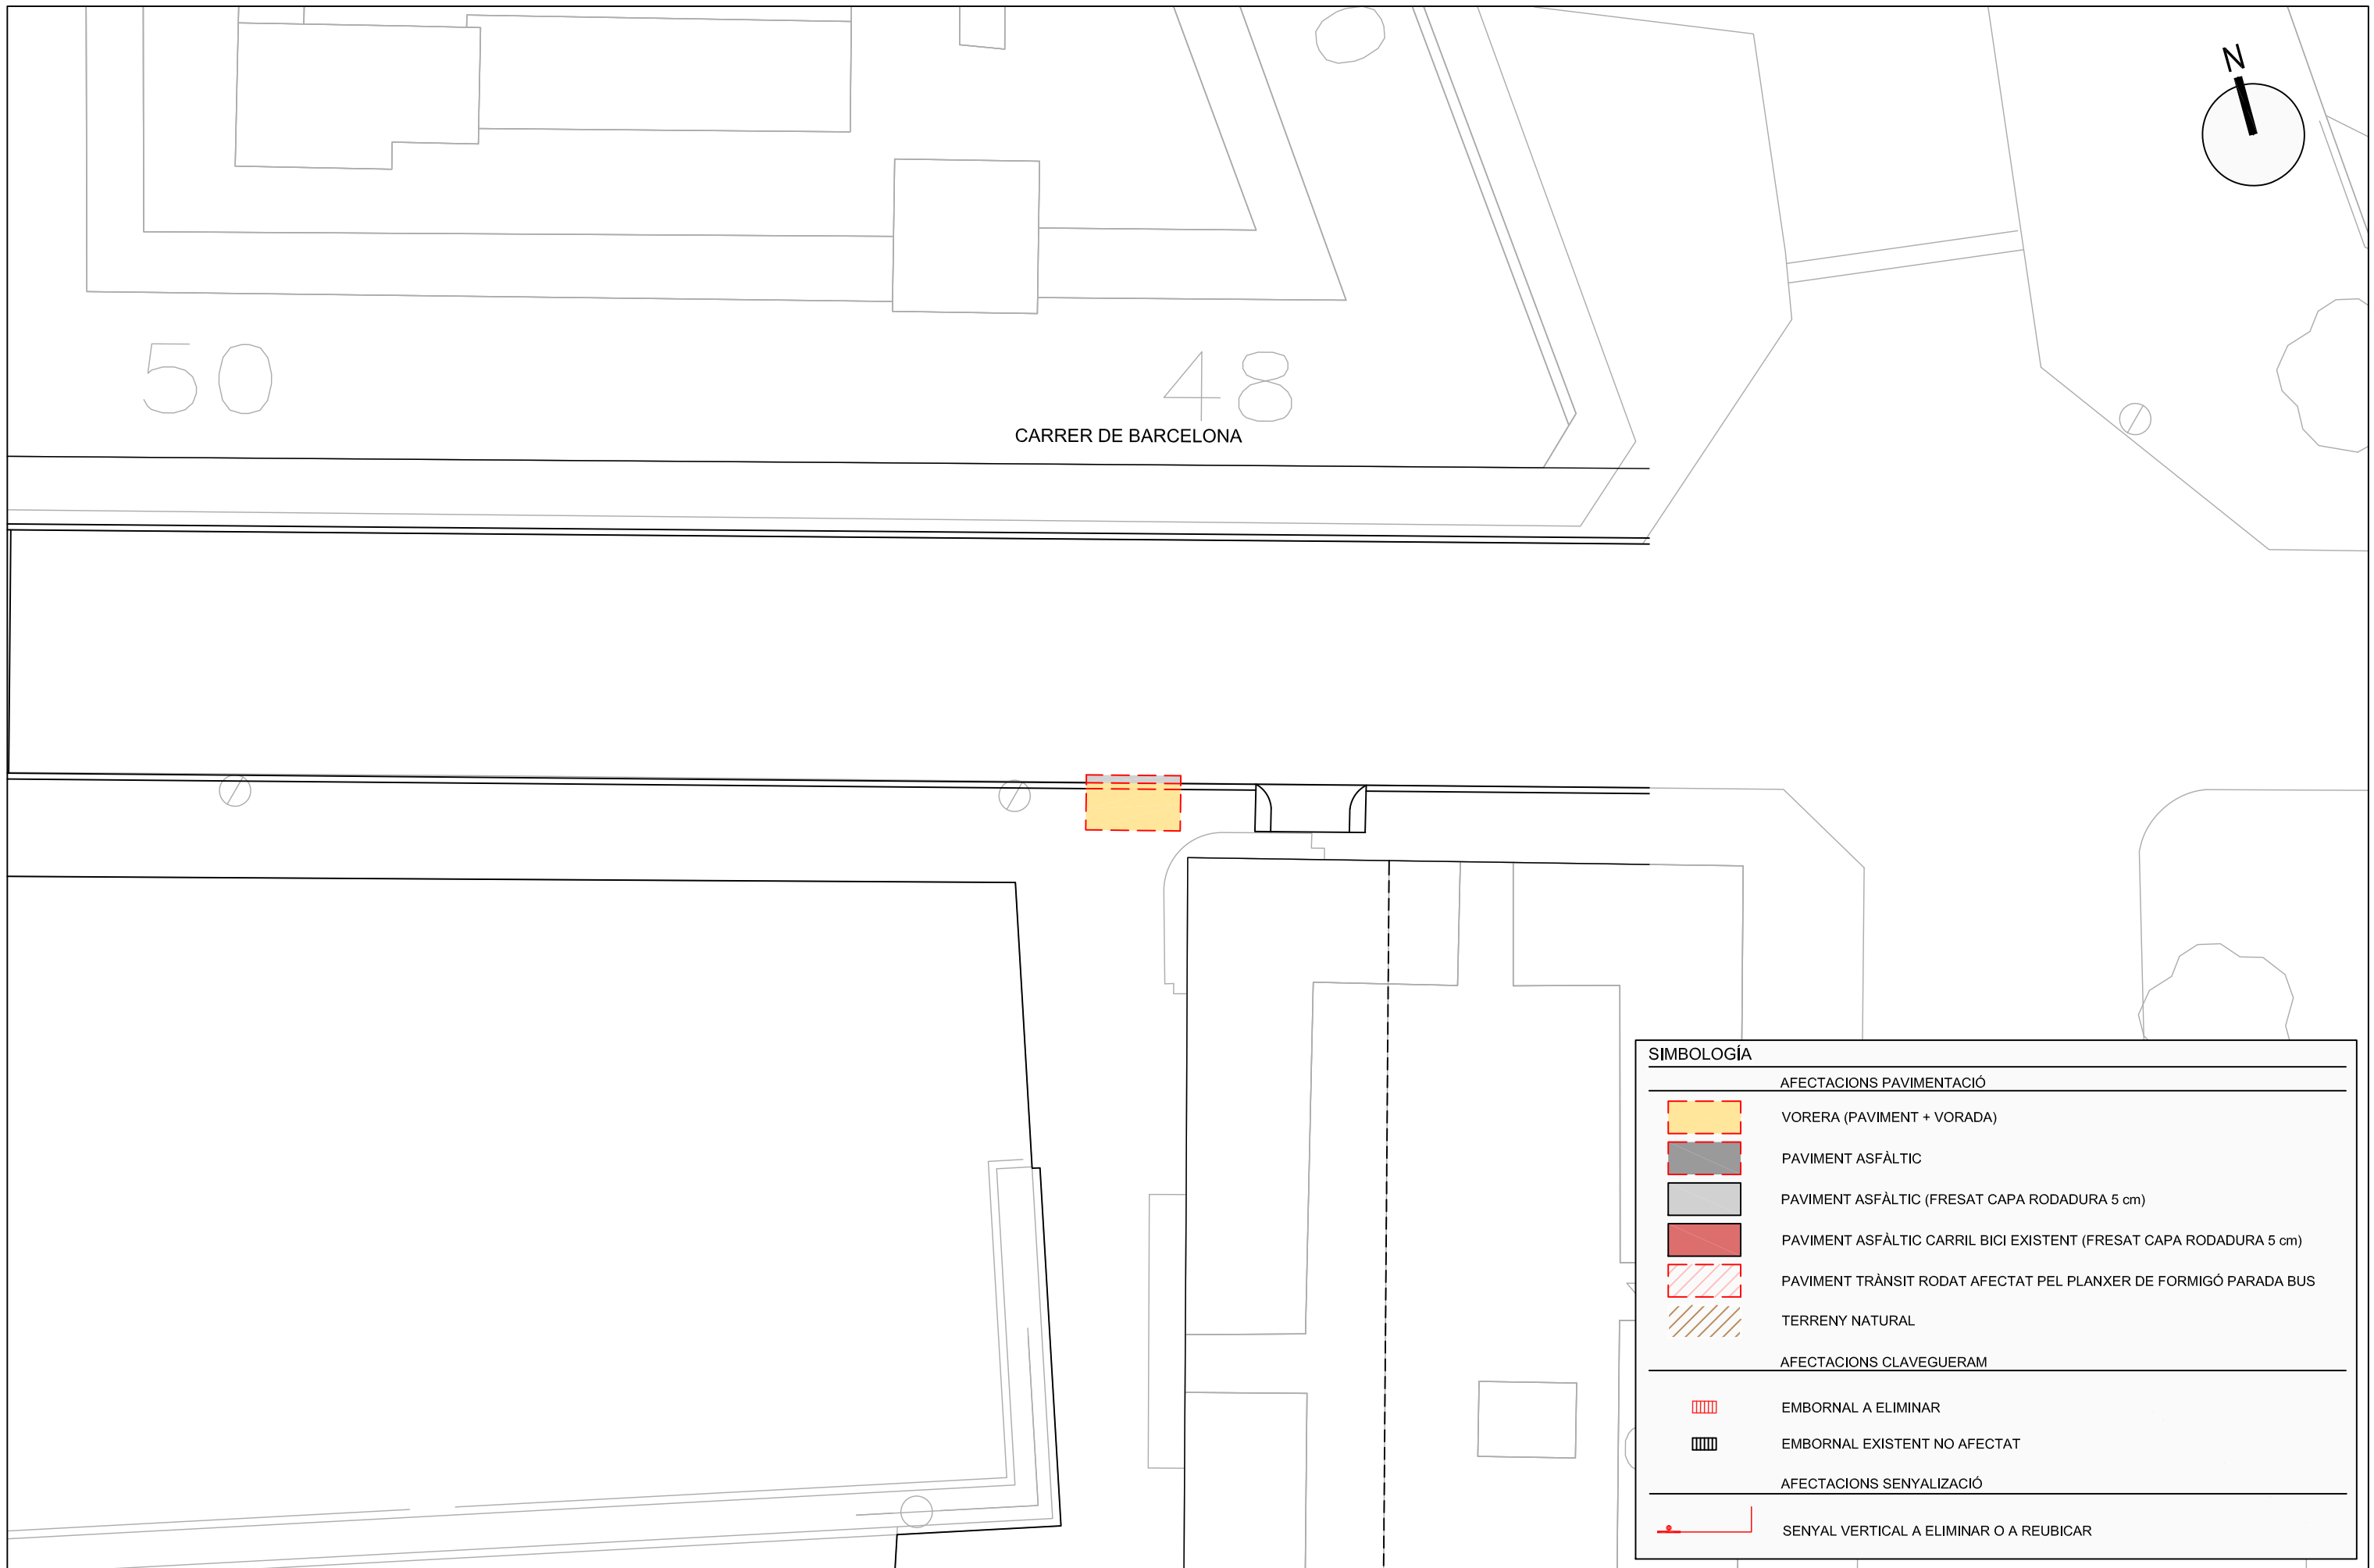 N
50
48
CARRER DE BARCELONA
SIMBOLOGÍA
AFECTACIONS PAVIMENTACIÓ
VORERA (PAVIMENT + VORADA)
PAVIMENT ASFÀLTIC
PAVIMENT ASFÀLTIC (FRESAT CAPA RODADURA 5 cm)
PAVIMENT ASFÀLTIC CARRIL BICI EXISTENT (FRESAT CAPA RODADURA 5 cm)
PAVIMENT TRÀNSIT RODAT AFECTAT PEL PLANXER DE FORMIGÓ PARADA BUS
TERRENY NATURAL
AFECTACIONS CLAVEGUERAM
EMBORNAL A ELIMINAR
EMBORNAL EXISTENT NO AFECTAT
AFECTACIONS SENYALIZACIÓ
SENYAL VERTICAL A ELIMINAR O A REUBICAR